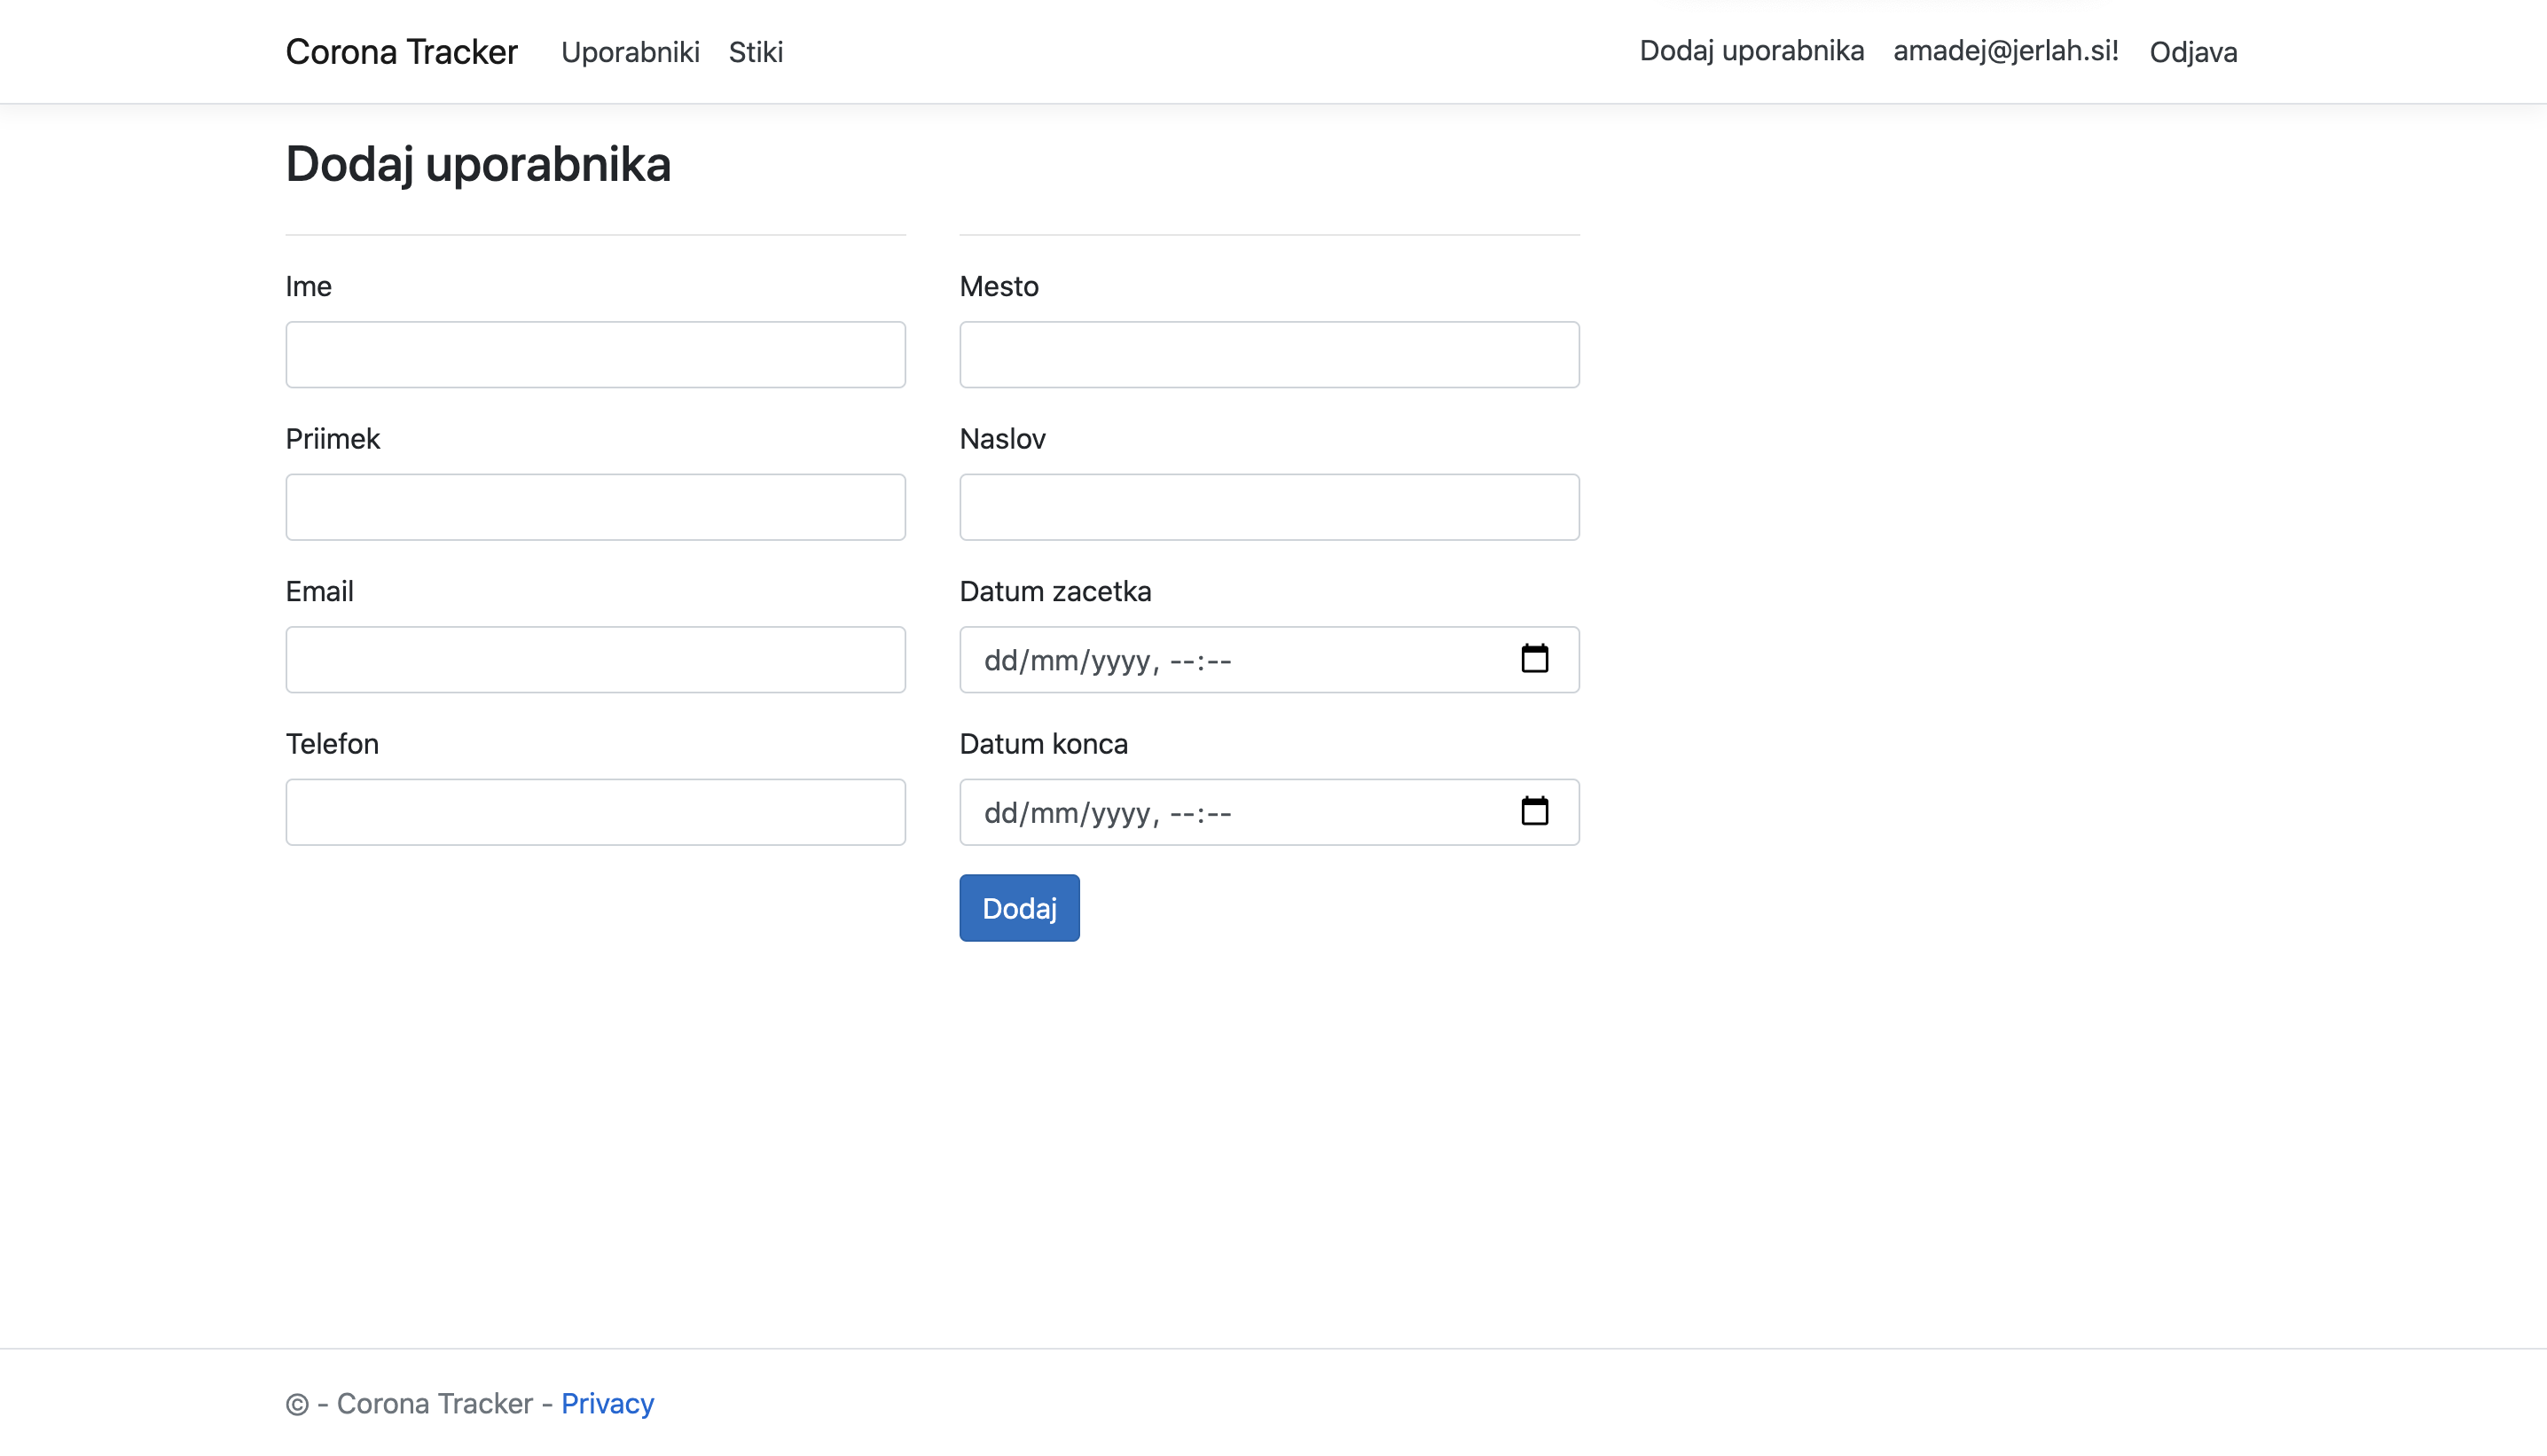 Corona Tracker Uporabniki Stiki Dodaj uporabnika amadej@jerlah.si! Odjava
Dodaj uporabnika
Ime
Priimek
Email
Telefon
Mesto
Naslov
Datum zacetka
dd/mm/yyyy, --:--
Datum konca
dd/mm/yyyy, --:--
Dodaj
© - Corona Tracker - Privacy